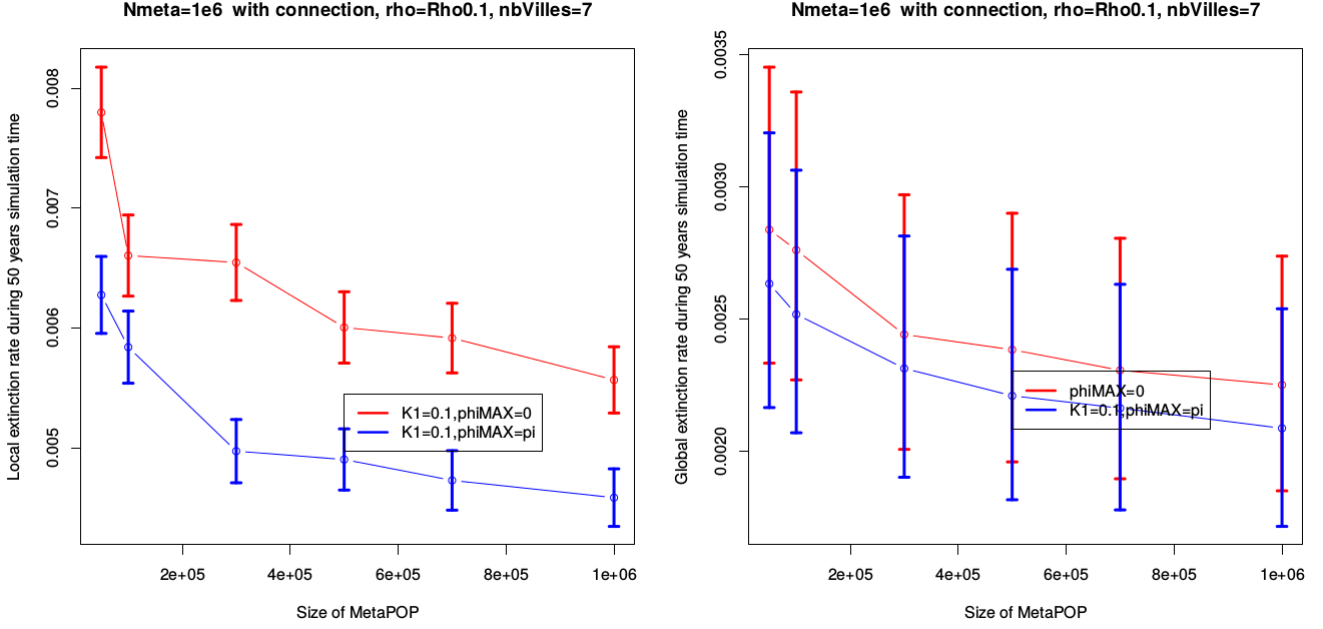 Nmeta=1e6  with connection, rho=Rho0.1, nbVilles=7
Local extinction rate during 50 years simulation time
0.008
0.007
0.006
0.005
K1=0.1,phiMAX=0
K1=0.1,phiMAX=pi
2e+05 4e+05 6e+05 8e+05 1e+06
Size of MetaPOP
Nmeta=1e6  with connection, rho=Rho0.1, nbVilles=7
Global extinction rate during 50 years simulation time
0.0035
0.0030
0.0025
0.0020
phiMAX=0
K1=0.1,phiMAX=pi
2e+05 4e+05 6e+05 8e+05 1e+06
Size of MetaPOP